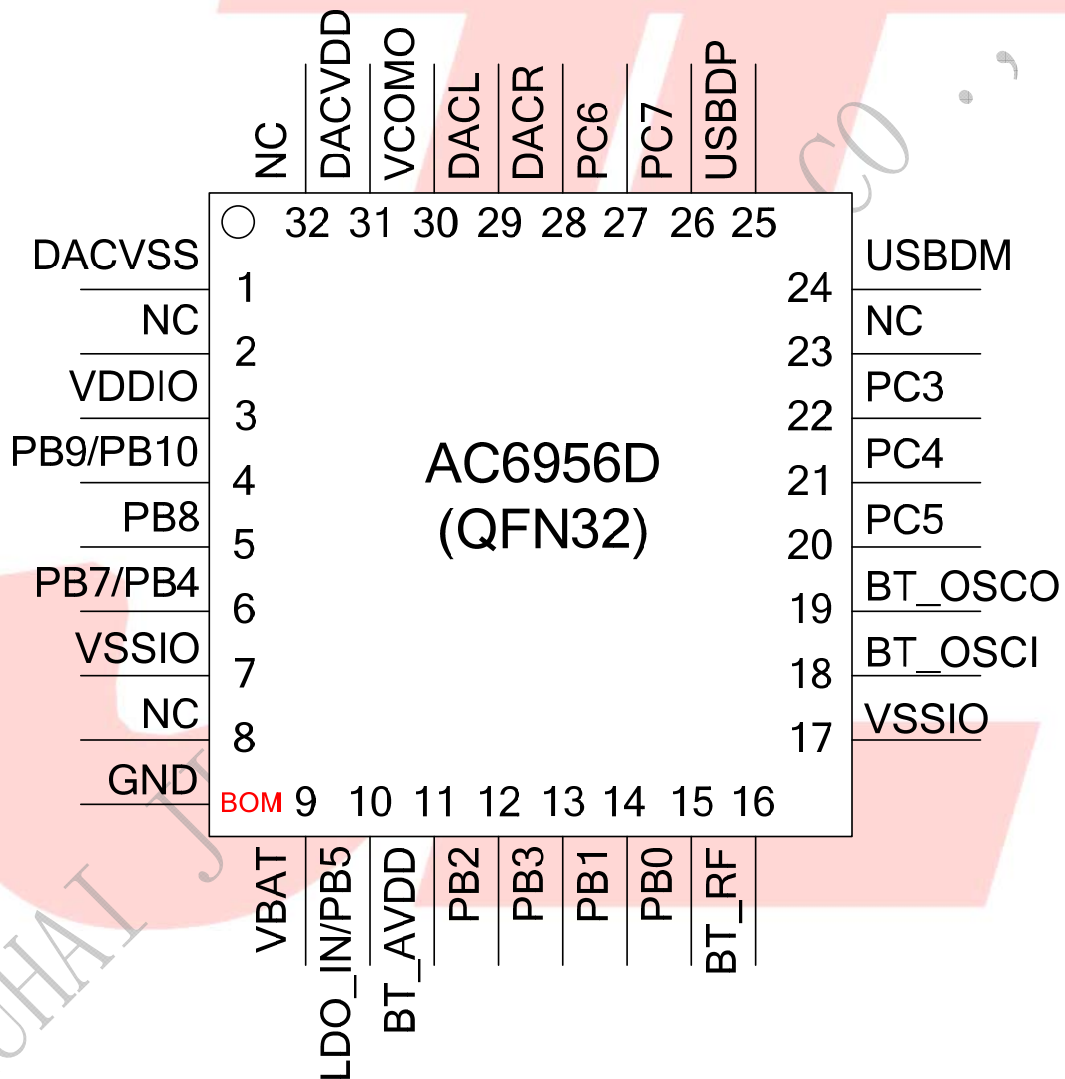 NC
DACVDD
VCOMO
DACL
DACR
PC6
PC7
USBDP
32 31 30 29 28 27 26 25
DACVSS
1
NC
2
VDDIO
3
PB9/PB10
4
PB8
5
PB7/PB4
6
VSSIO
7
NC
8
GND
BOM
AC6956D
(QFN32)
USBDM
24
NC
23
PC3
22
PC4
21
PC5
20
BT_OSCO
19
BT_OSCI
18
VSSIO
17
9 10 11 12 13 14 15 16
VBAT
LDO_IN/PB5
BT_AVDD
PB2
PB3
PB1
PB0
BT_RF
CO.,